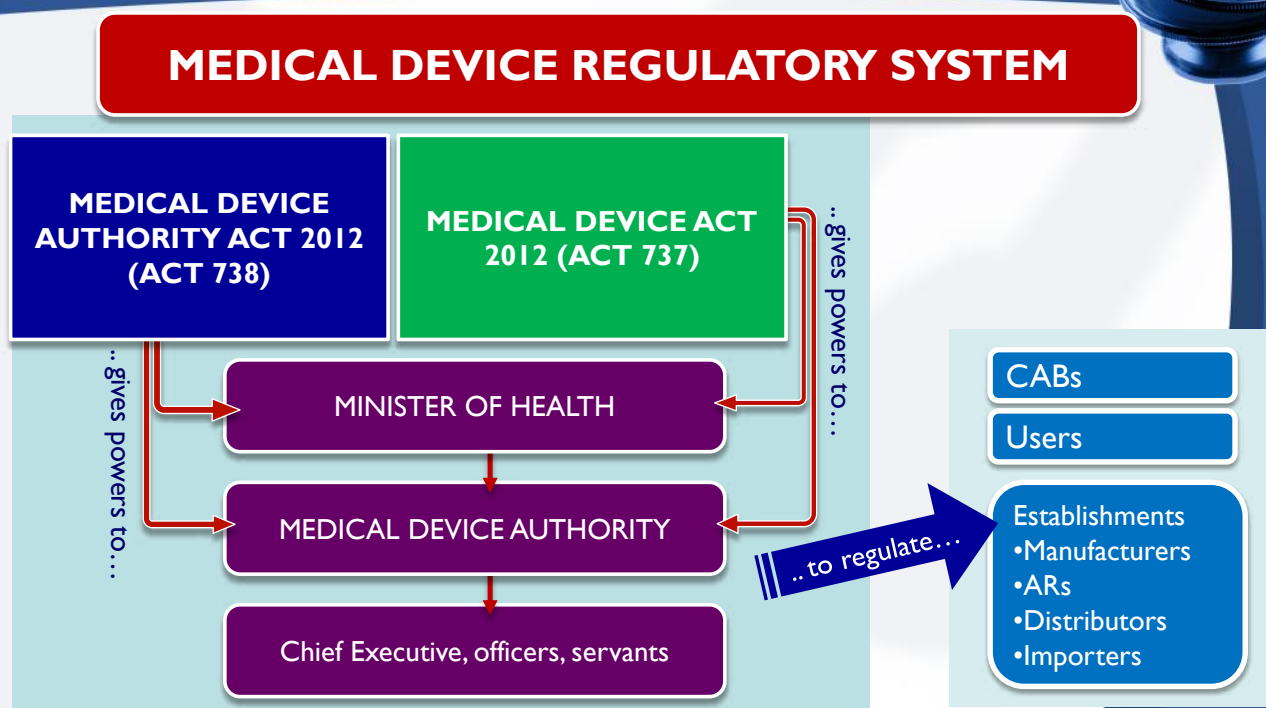 MEDICAL DEVICE REGULATORY SYSTEM
MEDICAL DEVICE
AUTHORITY ACT 2012
(ACT 738)
MEDICAL DEVICE ACT
2012 (ACT 737)
.. gives powers to….
.. gives powers to….
MINISTER OF HEALTH
MEDICAL DEVICE AUTHORITY
Chief Executive, officers, servants
.. to regulate…
CABs
Users
Establishments
•Manufacturers
•ARs
•Distributors
•Importers